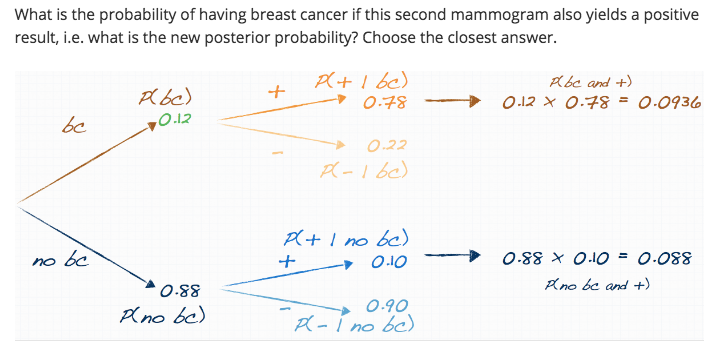 What is the probability of having breast cancer if this second mammogram also yields a positive
result, i.e. what is the new posterior probability? Choose the closest answer.
P(bc)
0.12
bc
+
P(+ | bc)
0.78
P(bc and +)
0.12 × 0.78 = 0.0936
-
0.22
P(- | bc)
no bc
0.88
P(no bc)
P(+ | no bc)
+
0.10
0.88 × 0.10 = 0.088
P(no bc and +)
-
0.90
P(- | no bc)